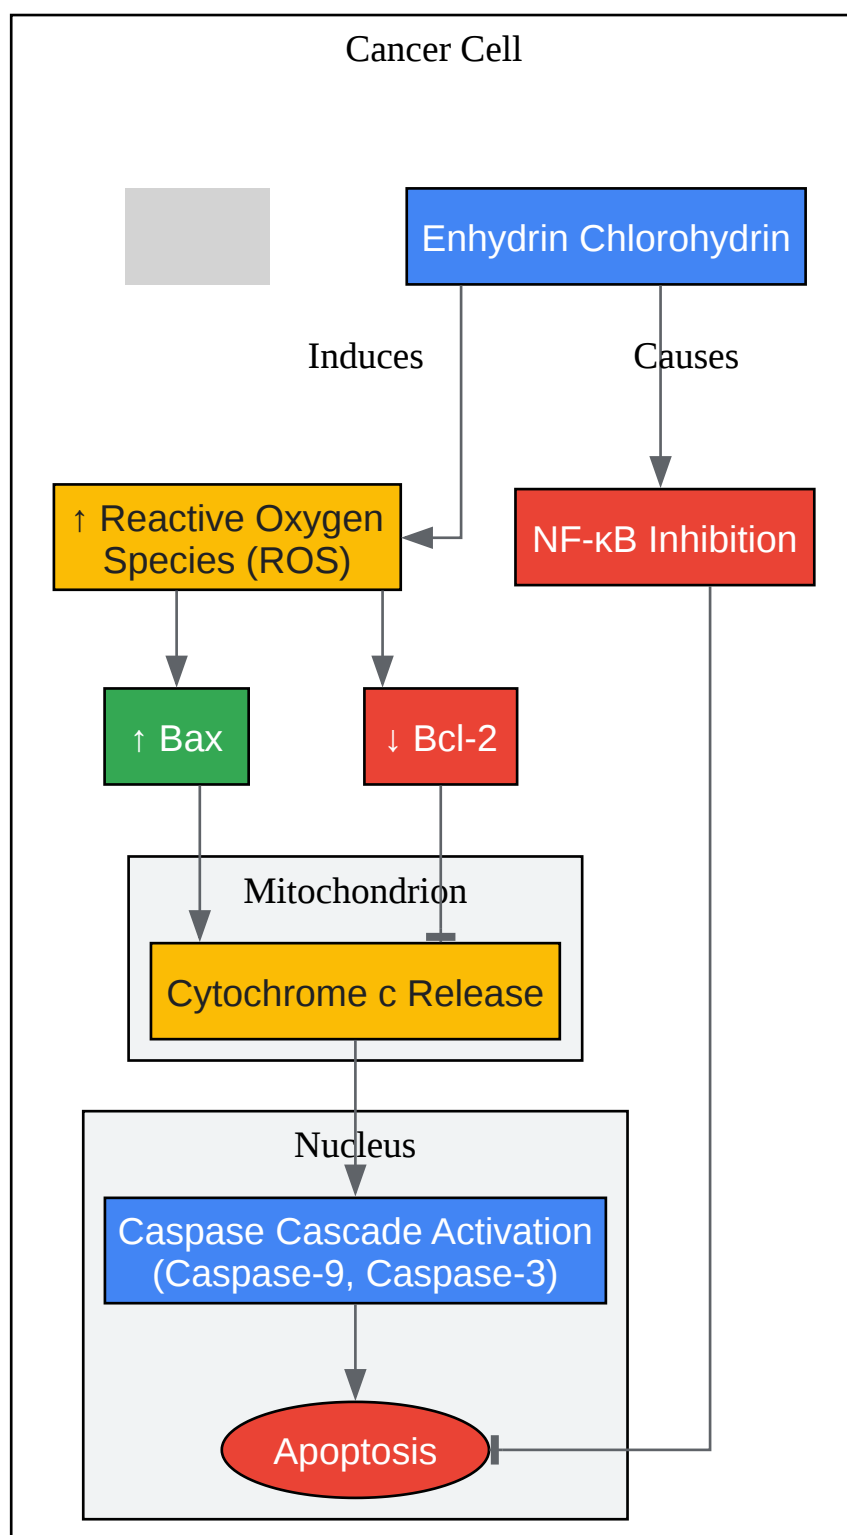 Cancer Cell
Enhydrin Chlorohydrin
Induces
Causes
↑ Reactive Oxygen
Species (ROS)
NF-κB Inhibition
↑ Bax
↓ Bcl-2
Mitochondrion
Cytochrome c Release
Nucleus
Caspase Cascade Activation
(Caspase-9, Caspase-3)
Apoptosis